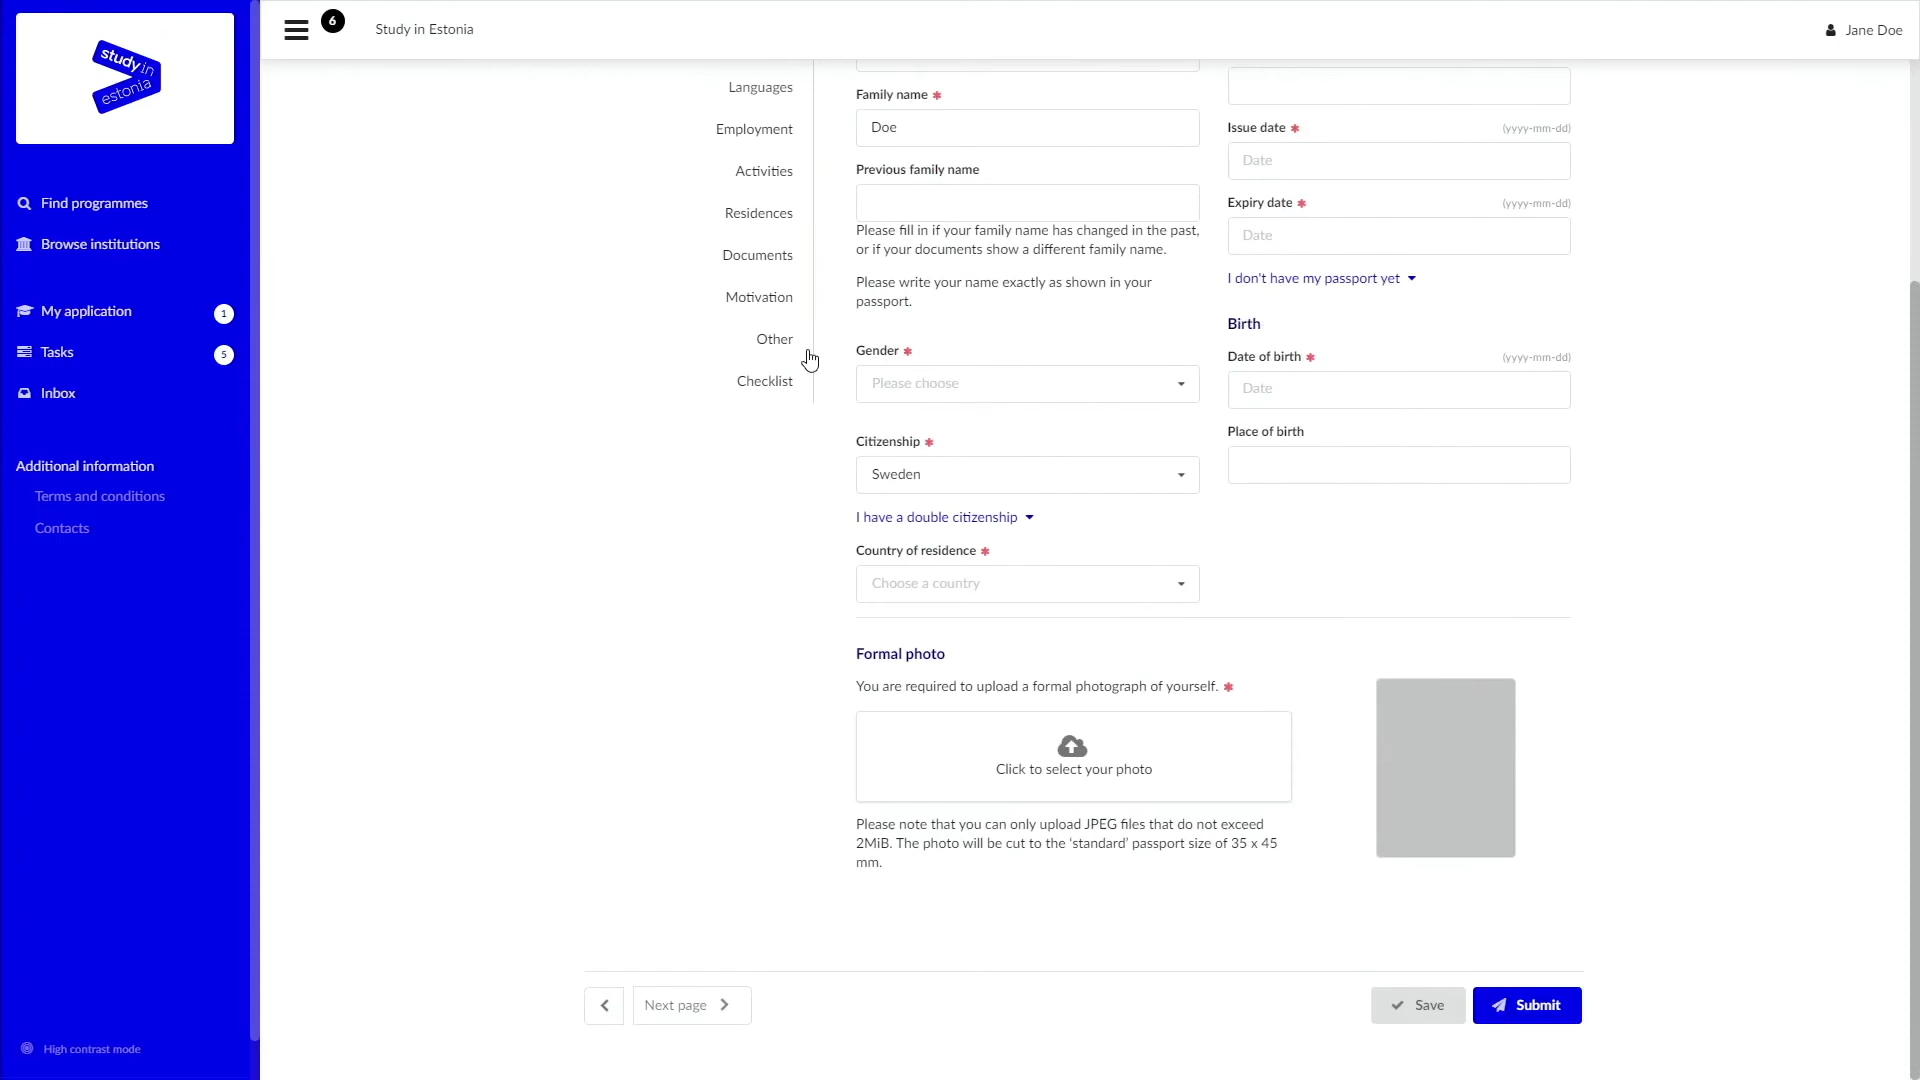 study in
estonia
6
Study in Estonia
Jane Doe
Find programmes
Browse institutions
My application
1
Tasks
5
Inbox
Additional information
Terms and conditions
Contacts
High contrast mode
Languages
Employment
Activities
Residences
Documents
Motivation
Other
Checklist
Family name *
Doe
Previous family name
Please fill in if your family name has changed in the past,
or if your documents show a different family name.
Please write your name exactly as shown in your
passport.
Gender *
Please choose
Citizenship *
Sweden
I have a double citizenship
Country of residence *
Choose a country
Issue date * (yyyy-mm-dd)
Date
Expiry date * (yyyy-mm-dd)
Date
I don't have my passport yet
Birth
Date of birth * (yyyy-mm-dd)
Date
Place of birth
Formal photo
You are required to upload a formal photograph of yourself. *
Click to select your photo
Please note that you can only upload JPEG files that do not exceed
2MiB. The photo will be cut to the ‘standard’ passport size of 35 x 45
mm.
Next page
Save
Submit